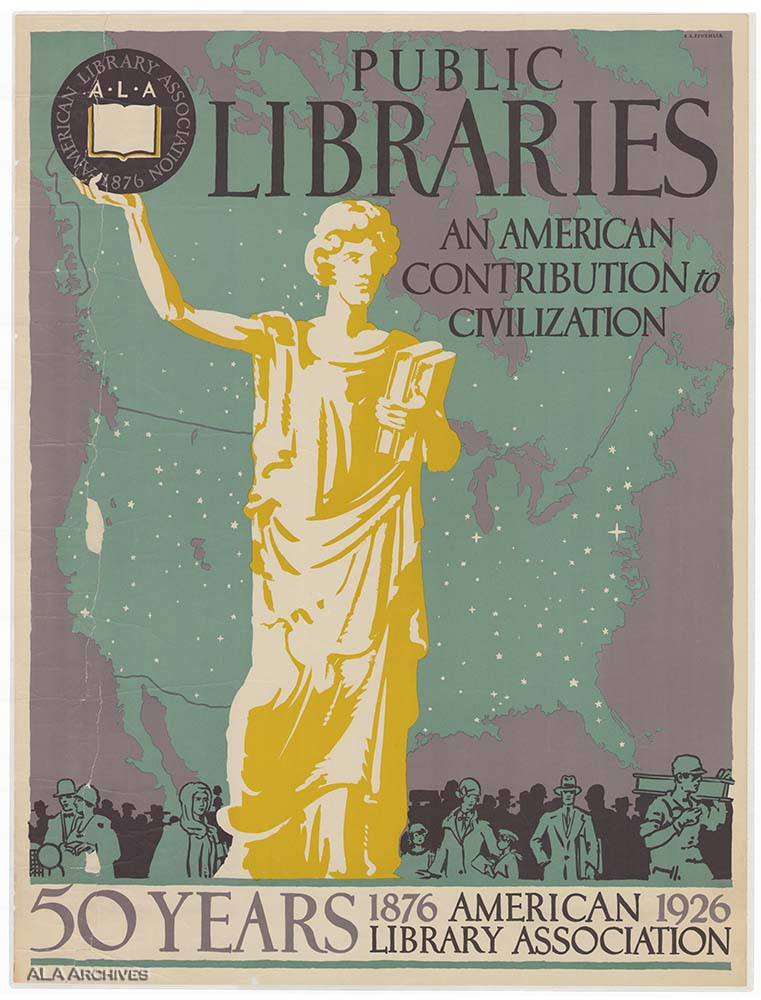 AMERICAN LIBRARY ASSOCIATION
A·L·A
1876
PUBLIC
LIBRARIES
AN AMERICAN
CONTRIBUTION to
CIVILIZATION
50 YEARS
1876 AMERICAN 1926
LIBRARY ASSOCIATION
ALA ARCHIVES